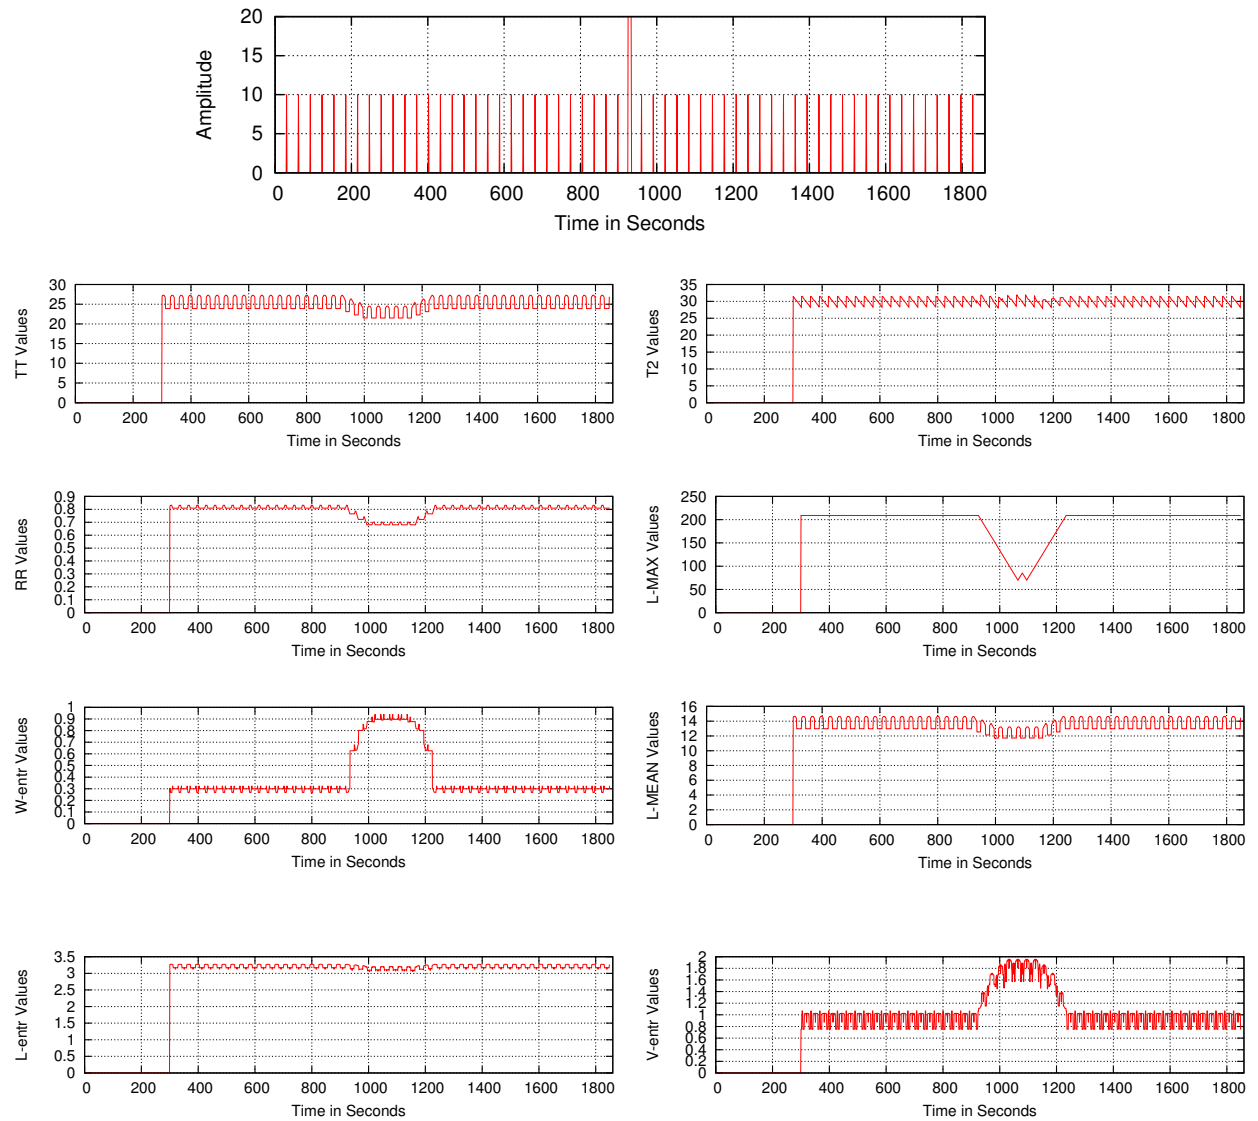 20
15
10
5
0
Amplitude
0 200 400 600 800 1000 1200 1400 1600 1800
Time in Seconds
30
25
20
15
10
5
0
TT Values
0 200 400 600 800 1000 1200 1400 1600 1800
Time in Seconds
35
30
25
20
15
10
5
0
T2 Values
0 200 400 600 800 1000 1200 1400 1600 1800
Time in Seconds
0.9
0.8
0.7
0.6
0.5
0.4
0.3
0.2
0.1
0
RR Values
0 200 400 600 800 1000 1200 1400 1600 1800
Time in Seconds
250
200
150
100
50
0
L-MAX Values
0 200 400 600 800 1000 1200 1400 1600 1800
Time in Seconds
1
0.9
0.8
0.7
0.6
0.5
0.4
0.3
0.2
0.1
0
W-entr Values
0 200 400 600 800 1000 1200 1400 1600 1800
Time in Seconds
16
14
12
10
8
6
4
2
0
L-MEAN Values
0 200 400 600 800 1000 1200 1400 1600 1800
Time in Seconds
3.5
3
2.5
2
1.5
1
0.5
0
L-entr Values
0 200 400 600 800 1000 1200 1400 1600 1800
Time in Seconds
2
1.8
1.6
1.4
1.2
1
0.8
0.6
0.4
0.2
0
V-entr Values
0 200 400 600 800 1000 1200 1400 1600 1800
Time in Seconds